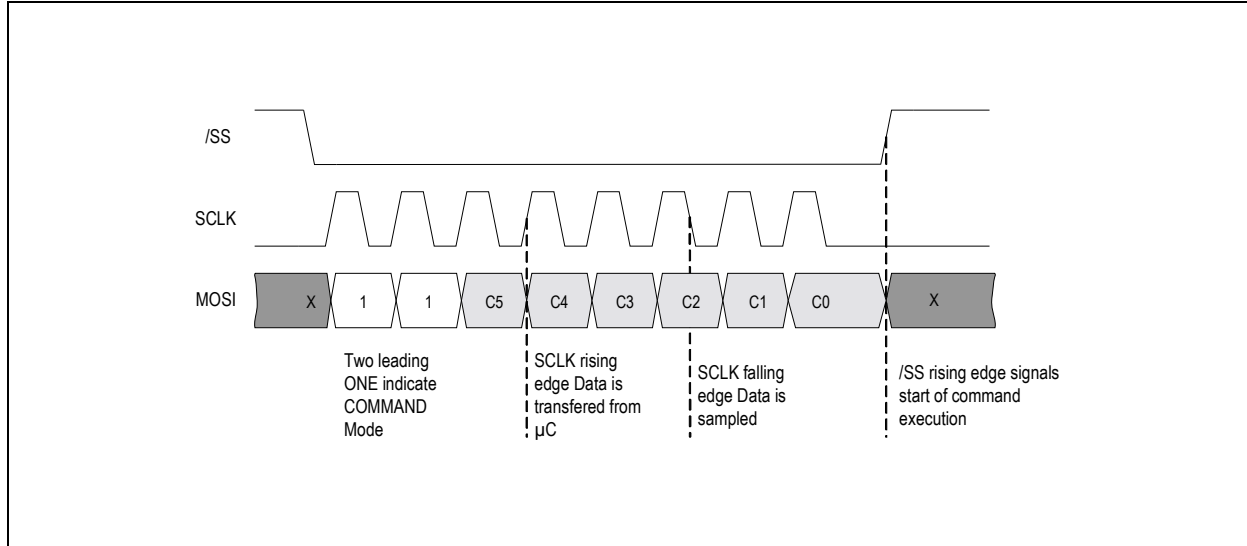 /SS
SCLK
MOSI
X 1 1 C5 C4 C3 C2 C1 C0 X
Two leading
ONE indicate
COMMAND
Mode
SCLK rising
edge Data is
transfered from
µC
SCLK falling
edge Data is
sampled
/SS rising edge signals
start of command
execution